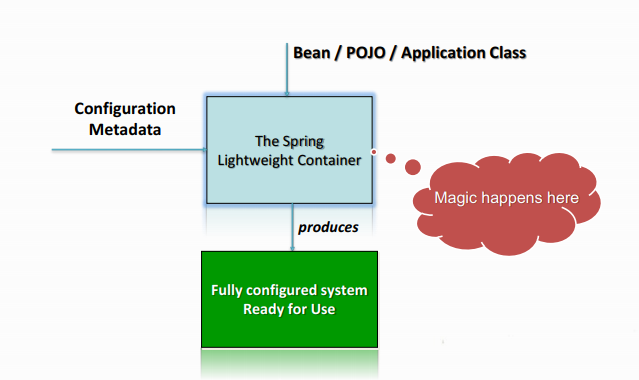 Bean / POJO / Application Class
Configuration
Metadata
The Spring
Lightweight Container
Magic happens here
produces
Fully configured system
Ready for Use